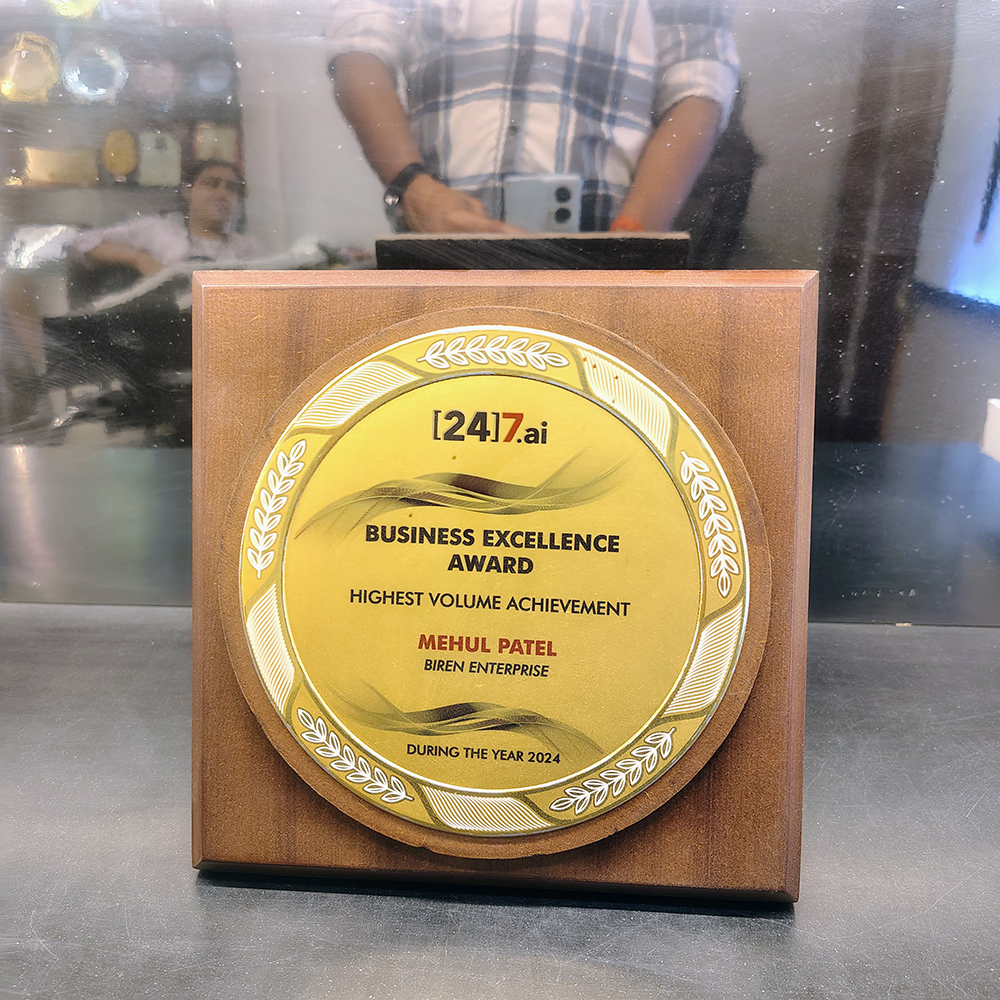 [24]7.ai
BUSINESS EXCELLENCE
AWARD
HIGHEST VOLUME ACHIEVEMENT
MEHUL PATEL
BIREN ENTERPRISE
DURING THE YEAR 2024